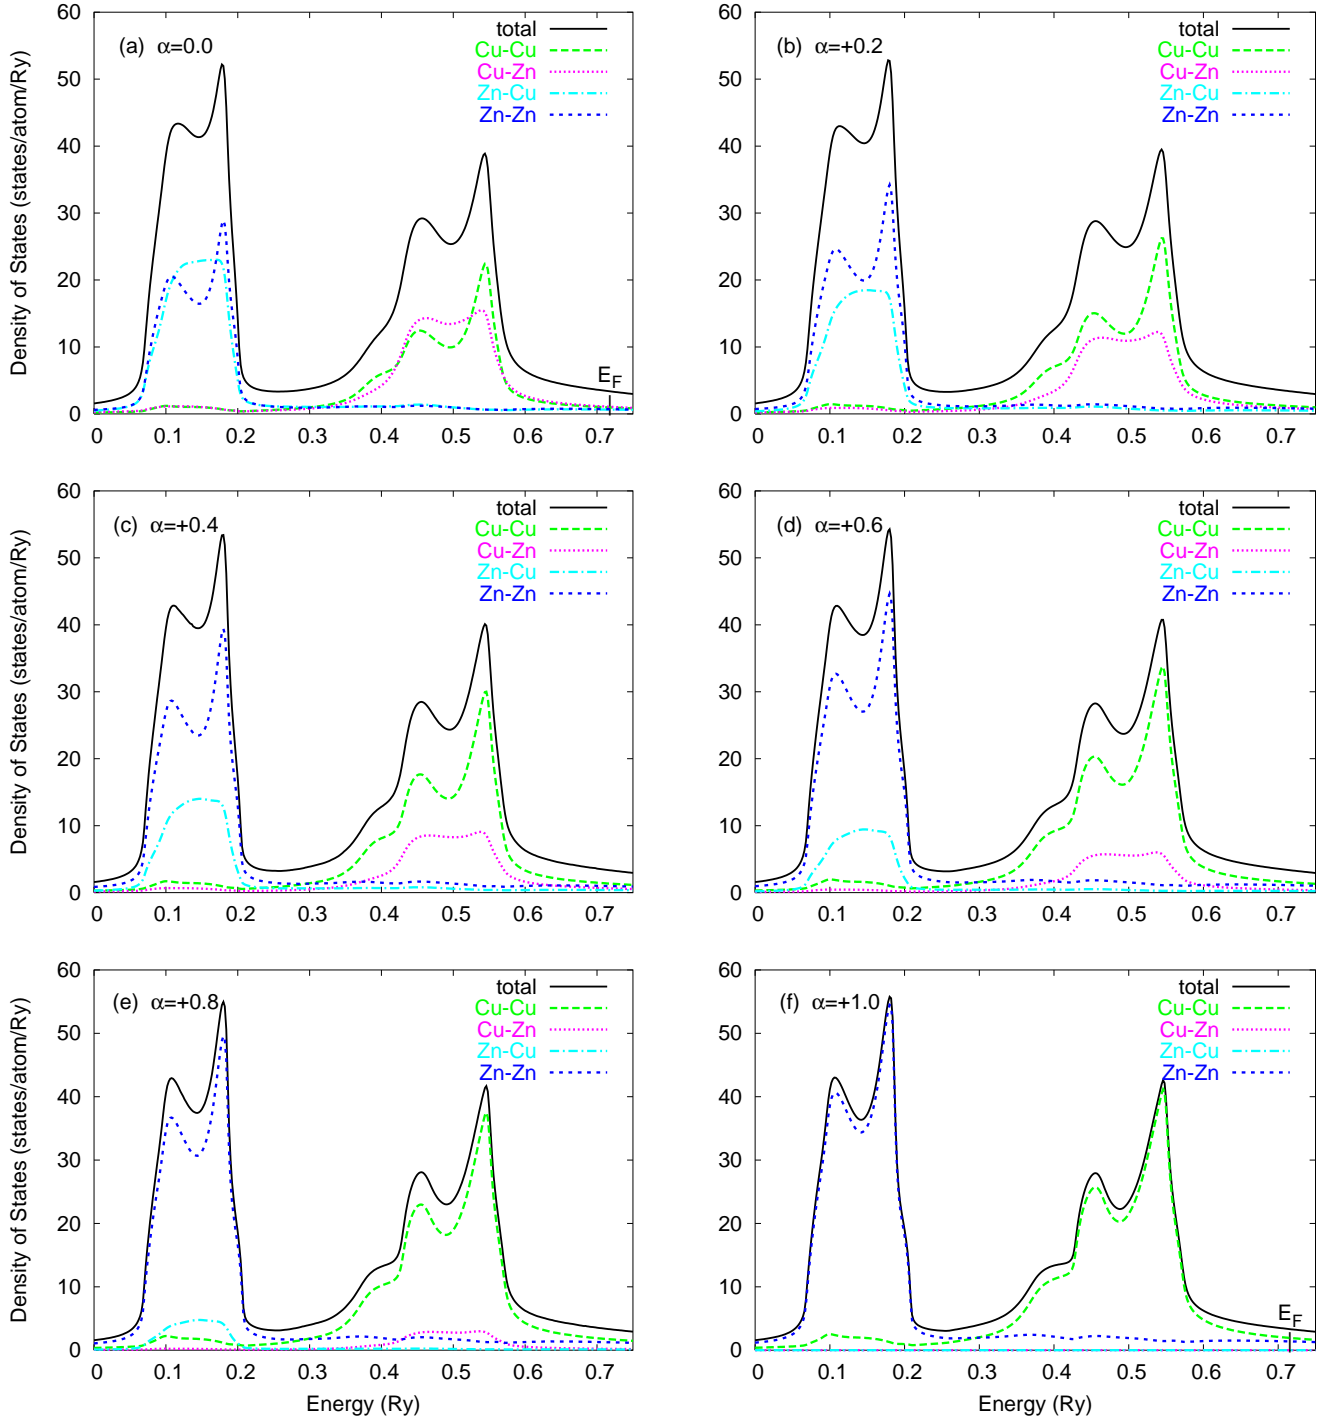 60
50
40
30
20
10
0
Density of States (states/atom/Ry)
(a) α=0.0
total
Cu-Cu
Cu-Zn
Zn-Cu
Zn-Zn
E_F
0 0.1 0.2 0.3 0.4 0.5 0.6 0.7
60
50
40
30
20
10
0
(b) α=+0.2
total
Cu-Cu
Cu-Zn
Zn-Cu
Zn-Zn
0 0.1 0.2 0.3 0.4 0.5 0.6 0.7
60
50
40
30
20
10
0
Density of States (states/atom/Ry)
(c) α=+0.4
total
Cu-Cu
Cu-Zn
Zn-Cu
Zn-Zn
0 0.1 0.2 0.3 0.4 0.5 0.6 0.7
60
50
40
30
20
10
0
(d) α=+0.6
total
Cu-Cu
Cu-Zn
Zn-Cu
Zn-Zn
0 0.1 0.2 0.3 0.4 0.5 0.6 0.7
60
50
40
30
20
10
0
Density of States (states/atom/Ry)
(e) α=+0.8
total
Cu-Cu
Cu-Zn
Zn-Cu
Zn-Zn
0 0.1 0.2 0.3 0.4 0.5 0.6 0.7
Energy (Ry)
60
50
40
30
20
10
0
(f) α=+1.0
total
Cu-Cu
Cu-Zn
Zn-Cu
Zn-Zn
E_F
0 0.1 0.2 0.3 0.4 0.5 0.6 0.7
Energy (Ry)